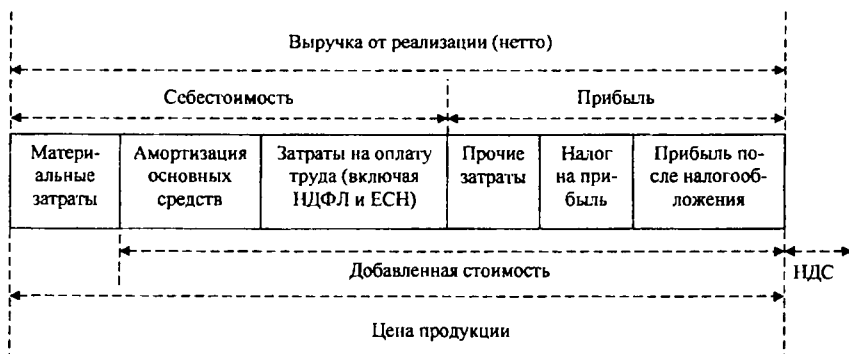 Выручка от реализации (нетто)
Себестоимость
Прибыль
Матери-
альные
затраты
Амортизация
основных
средств
Затраты на оплату
труда (включая
НДФЛ и ЕСН)
Прочие
затраты
Налог
на при-
быль
Прибыль по-
сле налогооб-
ложения
Добавленная стоимость
НДС
Цена продукции